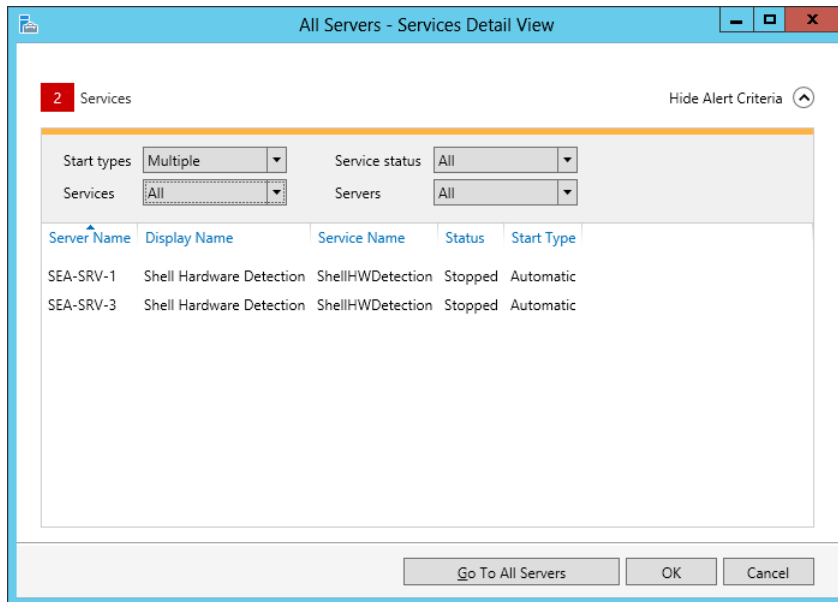 All Servers - Services Detail View
2 Services Hide Alert Criteria
Start types Multiple Service status All
Services All Servers All
Server Name Display Name Service Name Status Start Type
SEA-SRV-1 Shell Hardware Detection ShellHWDetection Stopped Automatic
SEA-SRV-3 Shell Hardware Detection ShellHWDetection Stopped Automatic
Go To All Servers OK Cancel